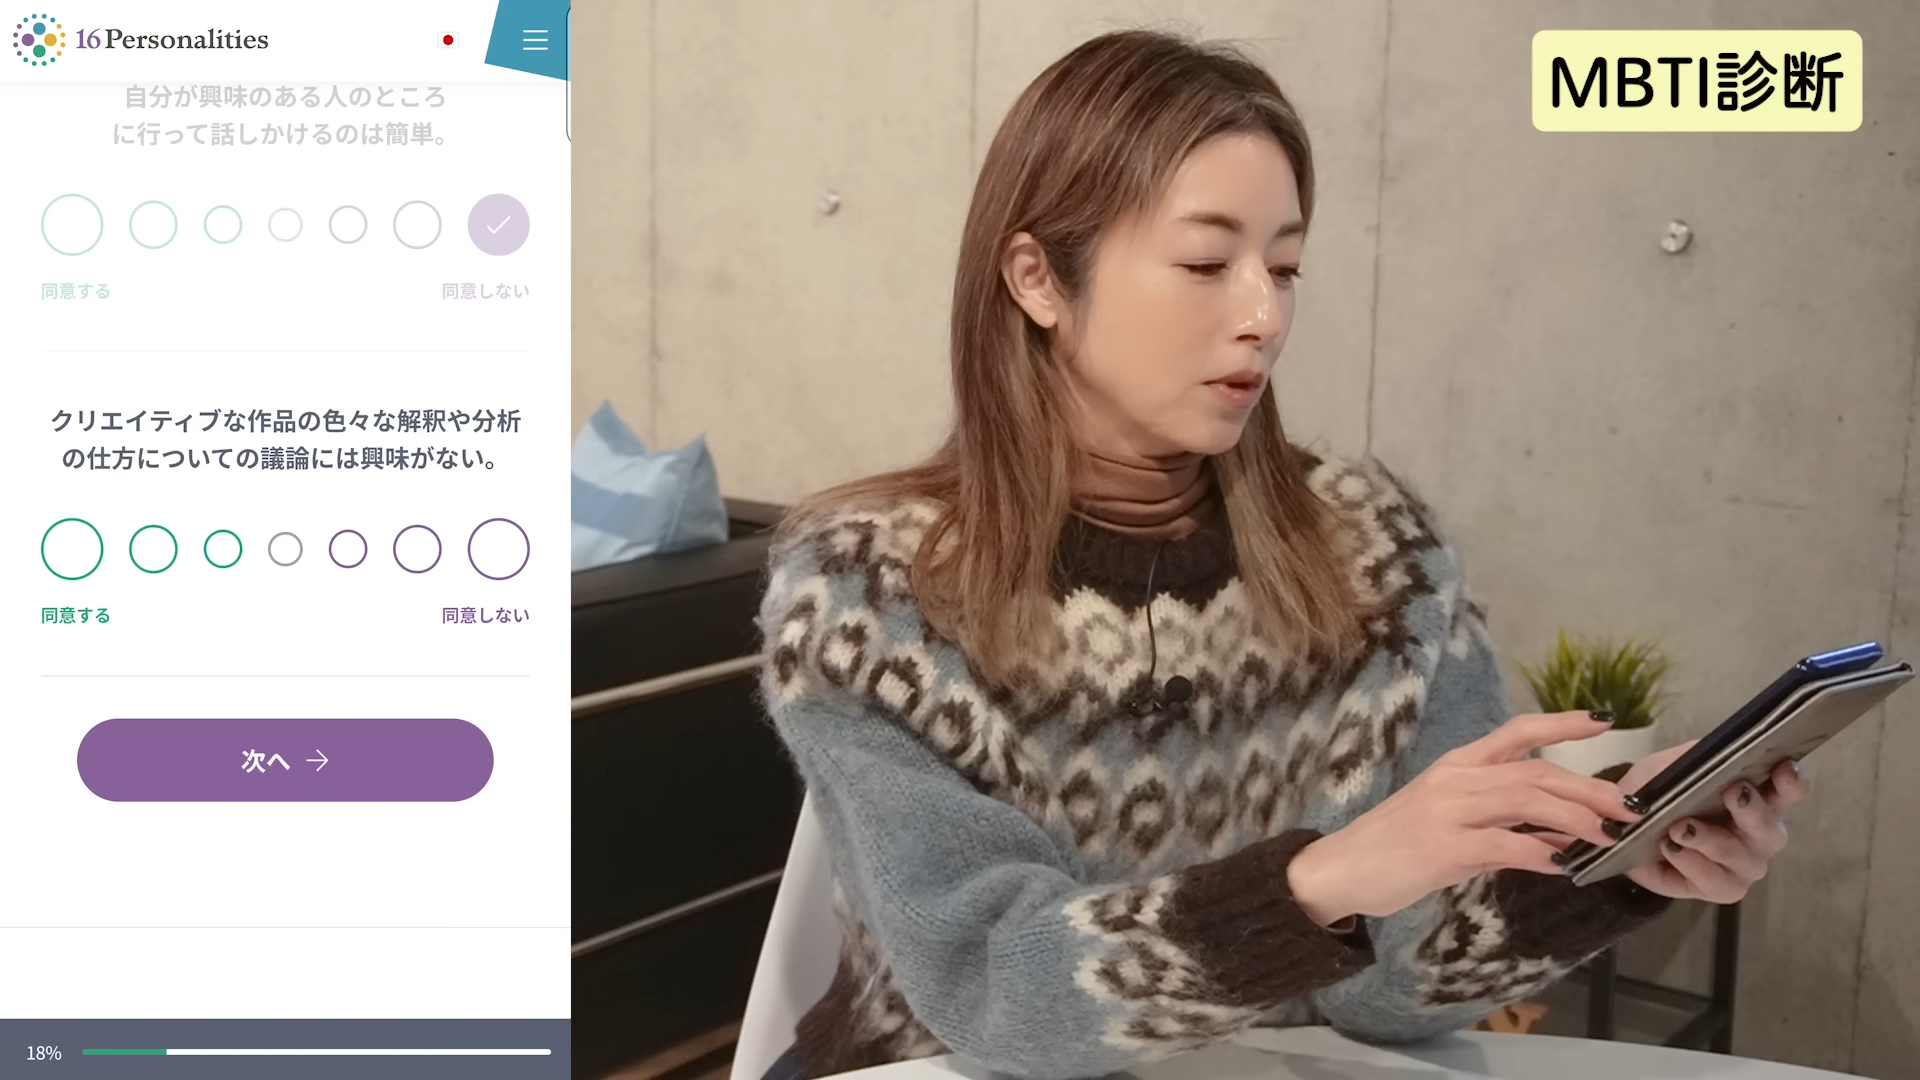 16Personalities
MBTI診断
自分が興味のある人のところ
に行って話しかけるのは簡単。
同意する
同意しない
クリエイティブな作品の色々な解釈や分析
の仕方についての議論には興味がない。
同意する
同意しない
次へ →
18%